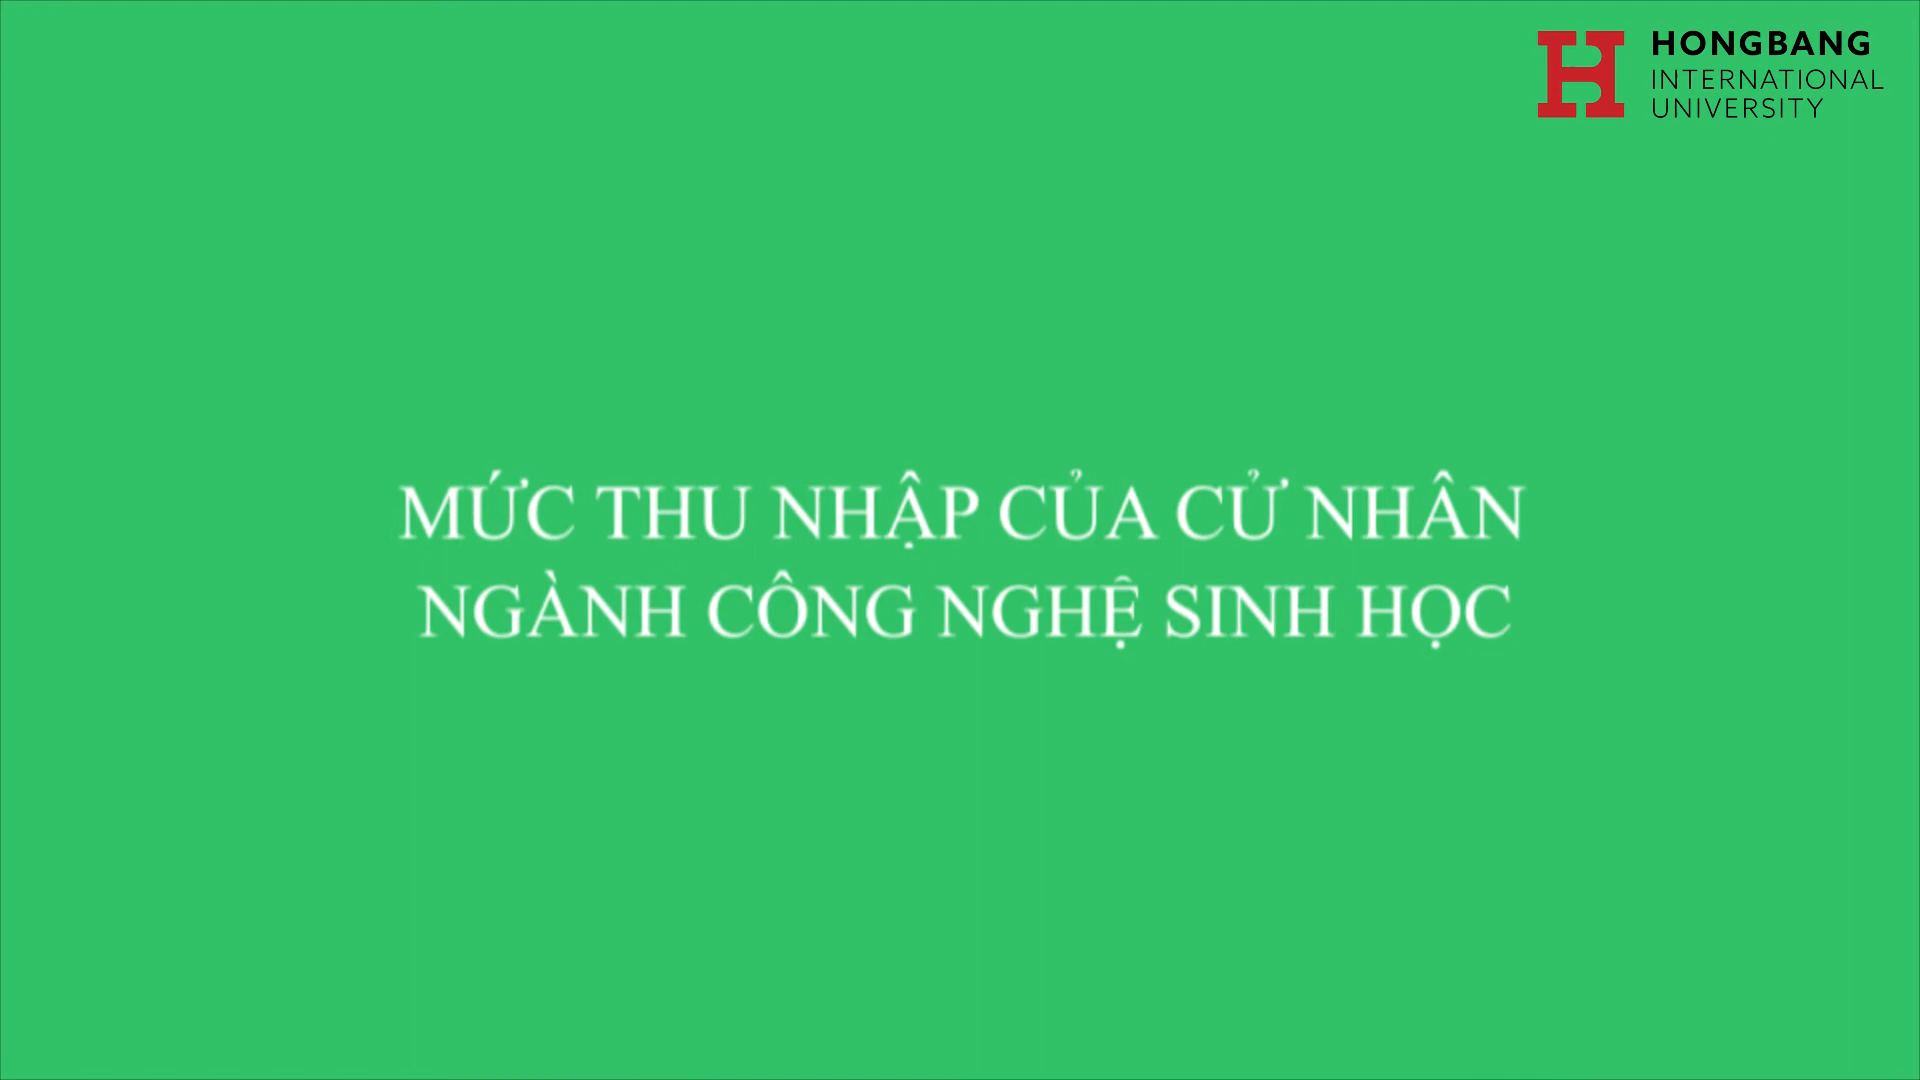 HONGBANG
INTERNATIONAL
UNIVERSITY
MỨC THU NHẬP CỦA CỬ NHÂN
NGÀNH CÔNG NGHỆ SINH HỌC